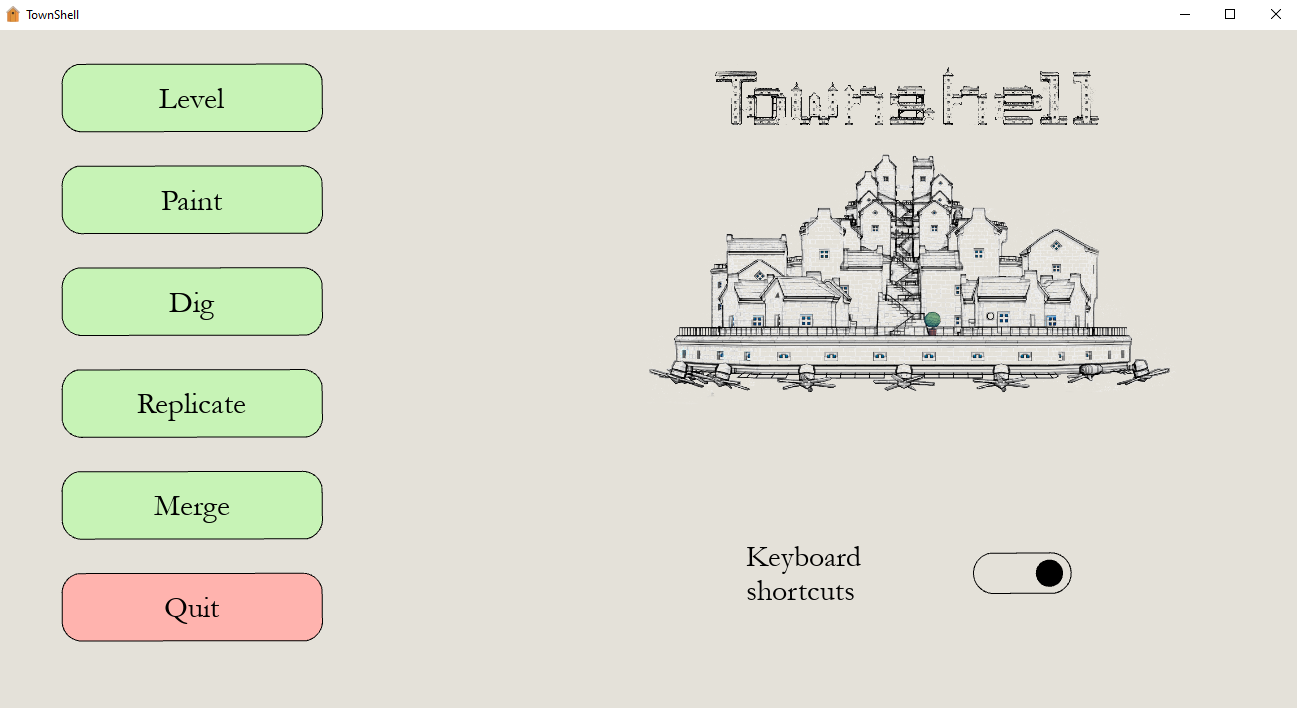 TownShell
Level
Paint
Dig
Replicate
Merge
Quit
Townshell
Keyboard
shortcuts